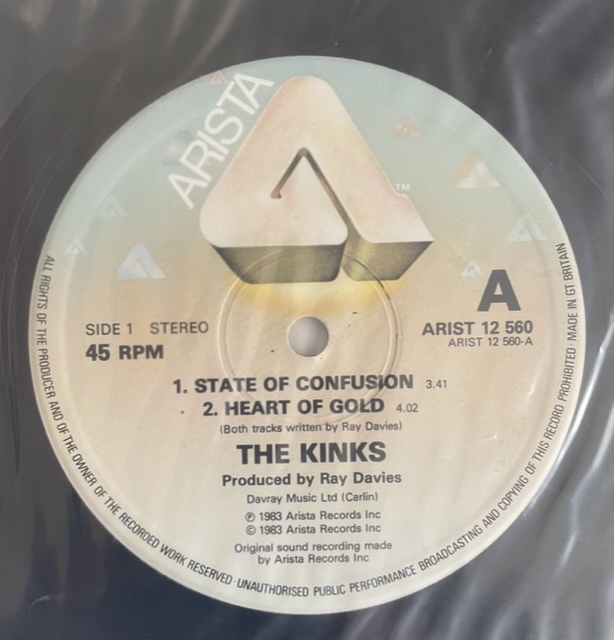 ARISTA
TM
A
SIDE 1 STEREO
45 RPM
ARIST 12 560
ARIST 12 560-A
1. STATE OF CONFUSION 3.41
2. HEART OF GOLD 4.02
(Both tracks written by Ray Davies)
THE KINKS
Produced by Ray Davies
Davray Music Ltd (Carlin)
℗ 1983 Arista Records Inc
© 1983 Arista Records Inc
Original sound recording made
by Arista Records Inc
ALL RIGHTS OF THE PRODUCER AND OF THE OWNER OF THE RECORDED WORK RESERVED · UNAUTHORISED PUBLIC PERFORMANCE BROADCASTING AND COPYING OF THIS RECORD PROHIBITED MADE IN GT BRITAIN